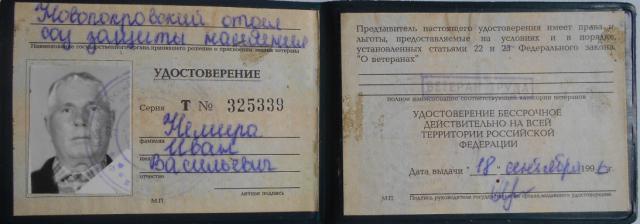 Новопокровский отдел
соц защиты населения
Наименование государственного органа, принявшего решение о присвоении звания ветерана
УДОСТОВЕРЕНИЕ
Серия Т № 325339
Немира
фамилия
Иван
имя
Васильевич
отчество
личная подпись
М.П.
Предъявитель настоящего удостоверения имеет права и
льготы, предоставляемые на условиях и в порядке,
установленных статьями 22 и 23 Федерального закона
"О ветеранах"
ВЕТЕРАН ТРУДА
полное наименование соответствующей категории ветеранов
УДОСТОВЕРЕНИЕ БЕССРОЧНОЕ
ДЕЙСТВИТЕЛЬНО НА ВСЕЙ
ТЕРРИТОРИИ РОССИЙСКОЙ
ФЕДЕРАЦИИ
Дата выдачи 18 сентября 1996г.
М.П. Подпись руководителя государственного органа, выдавшего удостоверение